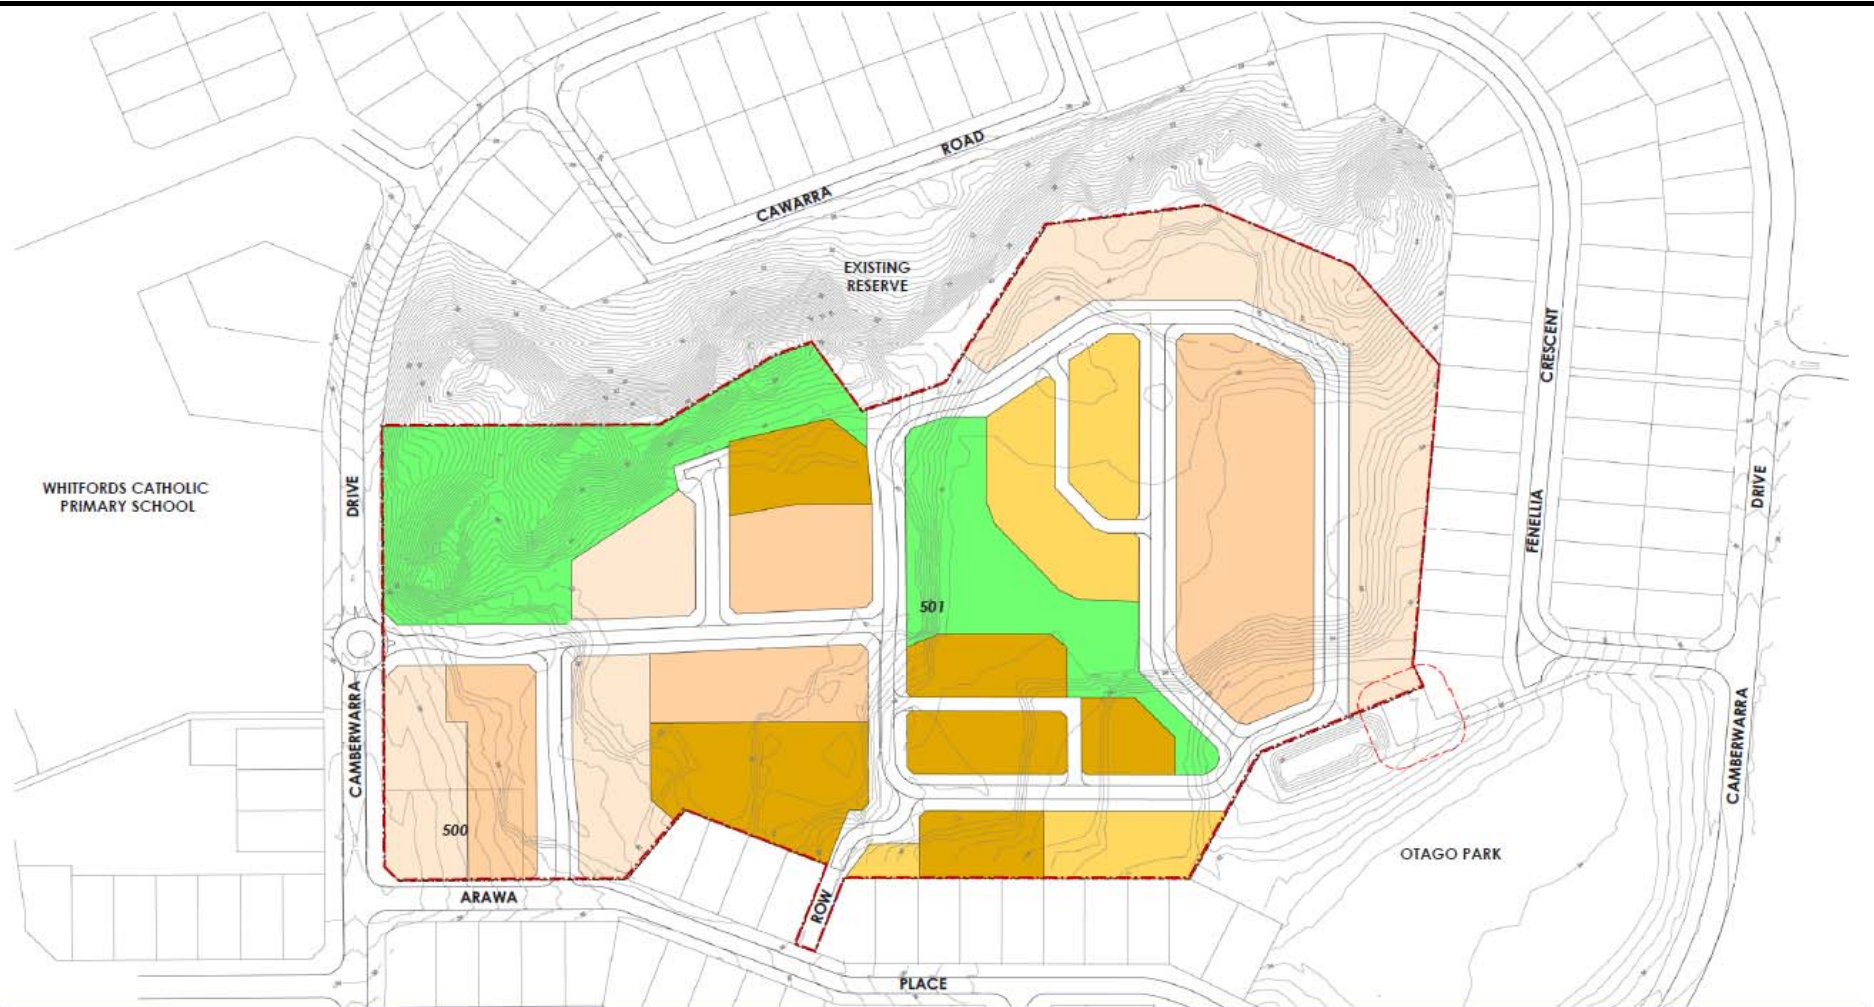 CAWARRA
ROAD
EXISTING
RESERVE
CRESCENT
FENELLIA
DRIVE
WHITFORDS CATHOLIC
PRIMARY SCHOOL
DRIVE
501
CAMBERWARRA
CAMBERWARRA
500
OTAGO PARK
ARAWA
ROW
PLACE